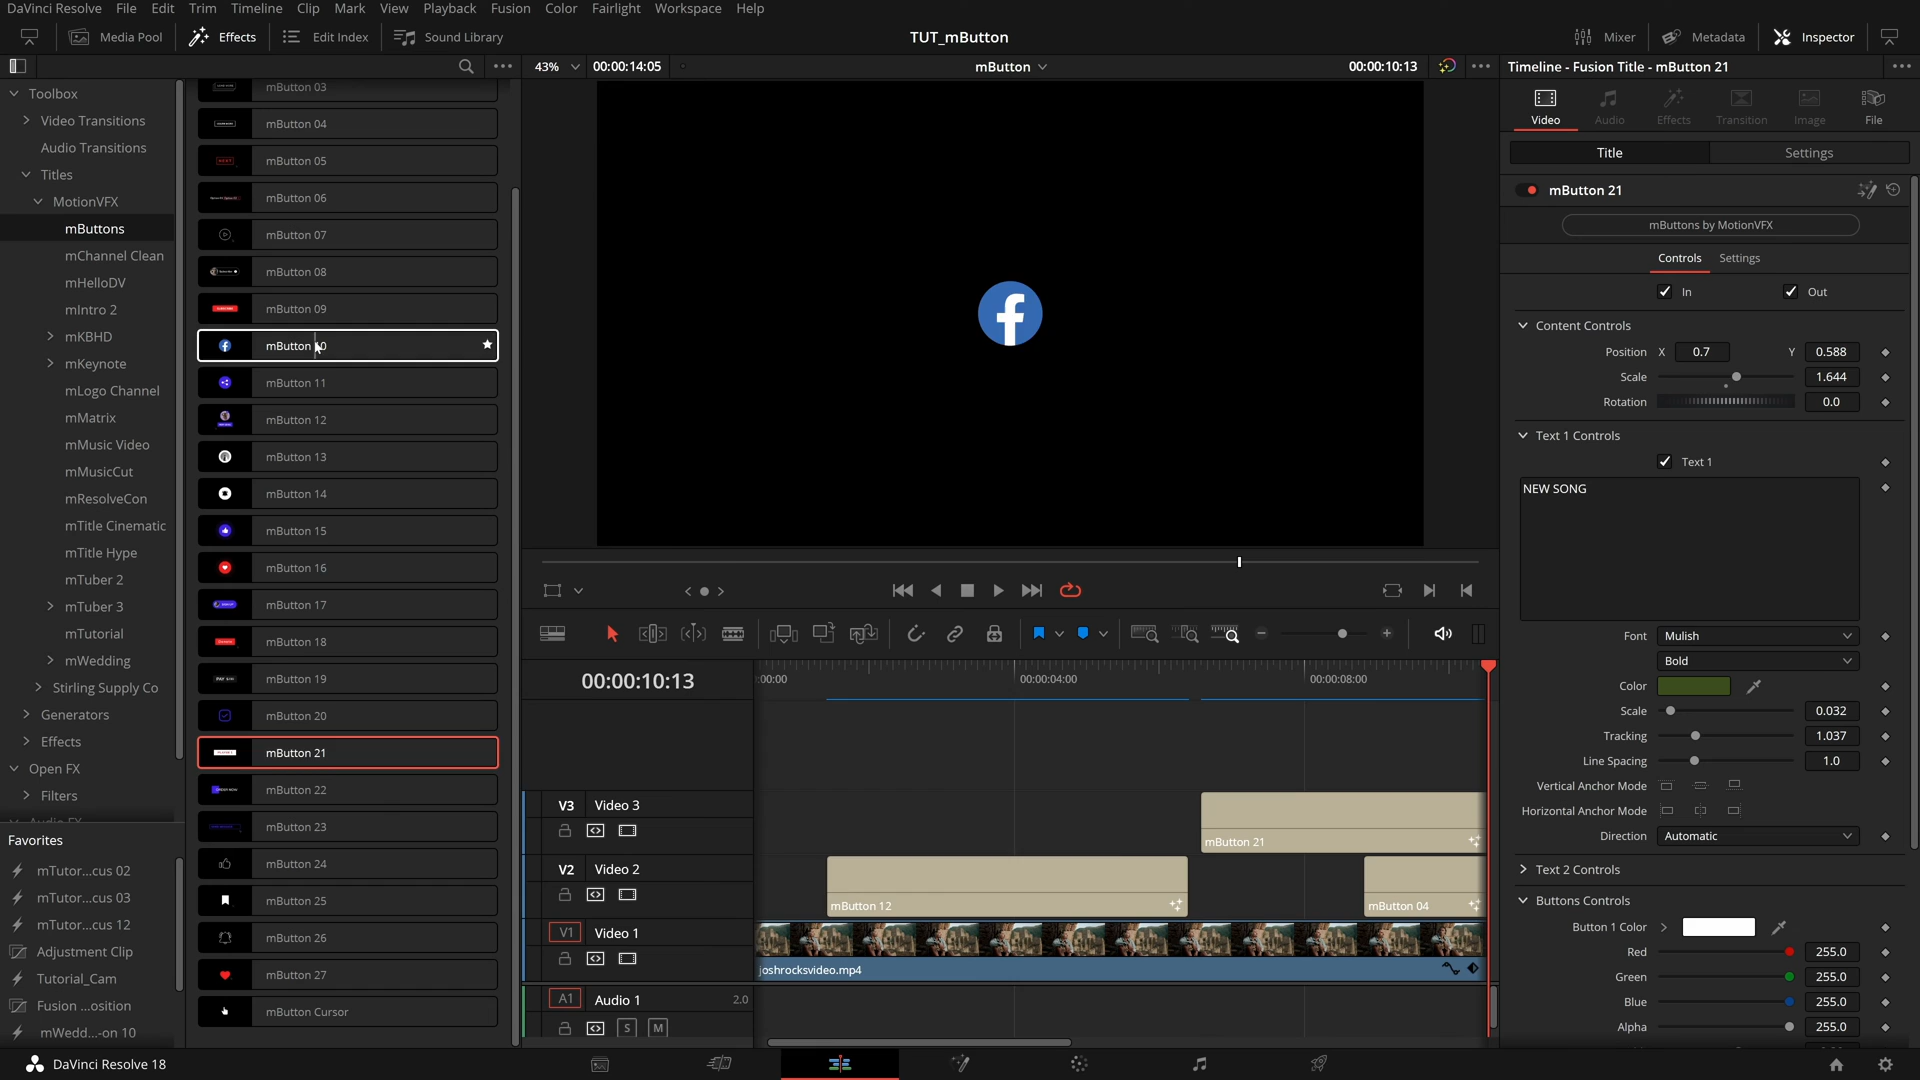 DaVinci Resolve File Edit Trim Timeline Clip Mark View Playback Fusion Color Fairlight Workspace Help
Media Pool Effects Edit Index Sound Library TUT_mButton Mixer Metadata Inspector
43% 00:00:14:05 mButton 00:00:10:13 Timeline - Fusion Title - mButton 21
Toolbox
Video Transitions
Audio Transitions
Titles
MotionVFX
mButtons
mChannel Clean
mHelloDV
mIntro 2
mKBHD
mKeynote
mLogo Channel
mMatrix
mMusic Video
mMusicCut
mResolveCon
mTitle Cinematic
mTitle Hype
mTuber 2
mTuber 3
mTutorial
mWedding
Stirling Supply Co
Generators
Effects
Open FX
Filters
Audio FX
Favorites
mTutor...cus 02
mTutor...cus 03
mTutor...cus 12
Adjustment Clip
Tutorial_Cam
Fusion ...osition
mWedd...-on 10
mButton 03
mButton 04
mButton 05
mButton 06
mButton 07
mButton 08
mButton 09
mButton 10
mButton 11
mButton 12
mButton 13
mButton 14
mButton 15
mButton 16
mButton 17
mButton 18
mButton 19
mButton 20
mButton 21
mButton 22
mButton 23
mButton 24
mButton 25
mButton 26
mButton 27
mButton Cursor
00:00:10:13
:00:00 00:00:04:00 00:00:08:00
V3 Video 3
mButton 21
V2 Video 2
mButton 12 mButton 04
V1 Video 1
joshrocksvideo.mp4
A1 Audio 1 2.0
S M
Video Audio Effects Transition Image File
Title Settings
mButton 21
mButtons by MotionVFX
Controls Settings
In Out
Content Controls
Position X 0.7 Y 0.588
Scale 1.644
Rotation 0.0
Text 1 Controls
Text 1
NEW SONG
Font Mulish
Bold
Color
Scale 0.032
Tracking 1.037
Line Spacing 1.0
Vertical Anchor Mode
Horizontal Anchor Mode
Direction Automatic
Text 2 Controls
Buttons Controls
Button 1 Color
Red 255.0
Green 255.0
Blue 255.0
Alpha 255.0
DaVinci Resolve 18